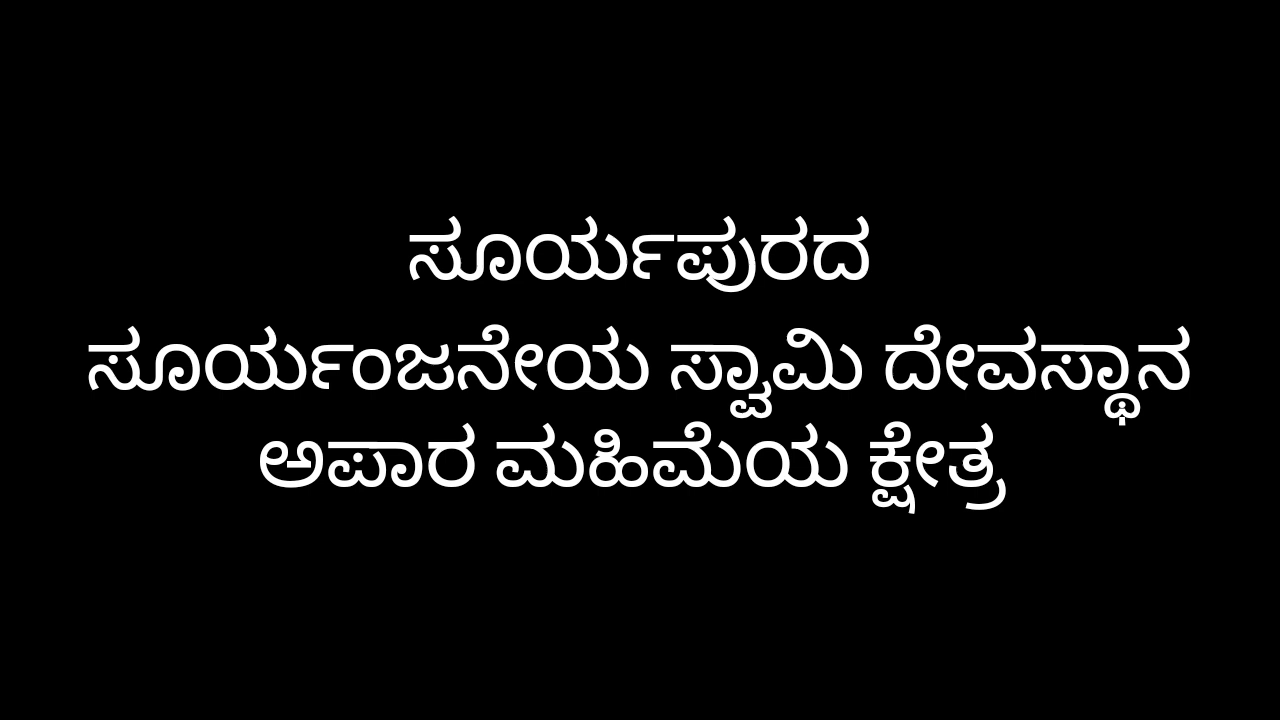 ಸೂರ್ಯಪುರದ
ಸೂರ್ಯಂಜನೇಯ ಸ್ವಾಮಿ ದೇವಸ್ಥಾನ
ಅಪಾರ ಮಹಿಮೆಯ ಕ್ಷೇತ್ರ